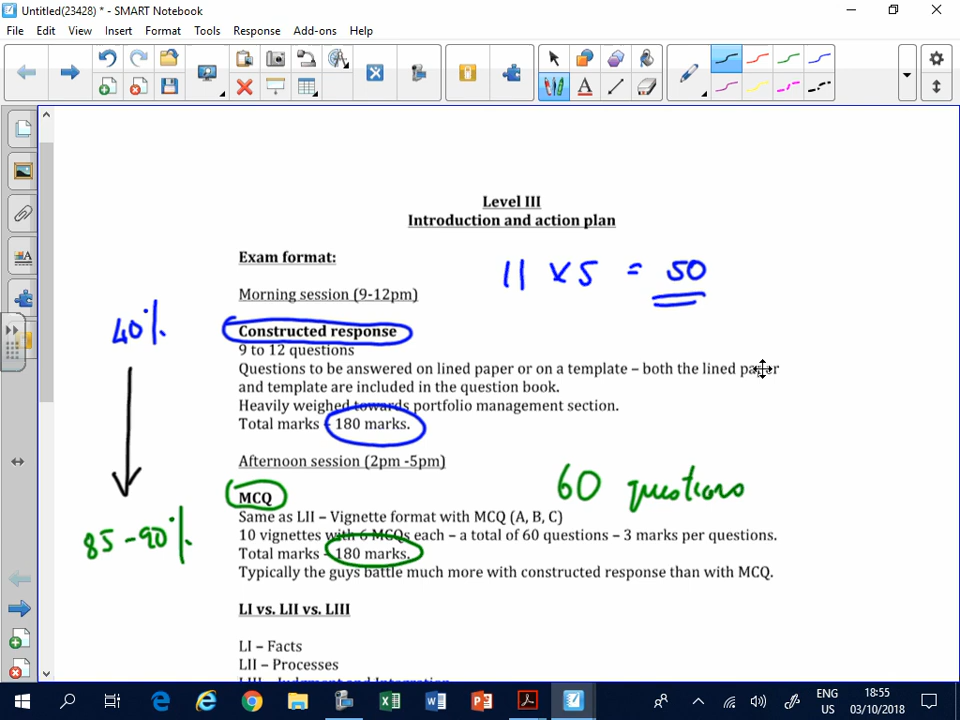 Untitled(23428) * - SMART Notebook
File Edit View Insert Format Tools Response Add-ons Help
Level III
Introduction and action plan
Exam format:
11 x 5 = 50
Morning session (9-12pm)
40%
Constructed response
9 to 12 questions
Questions to be answered on lined paper or on a template – both the lined paper
and template are included in the question book.
Heavily weighed towards portfolio management section.
Total marks – 180 marks.
Afternoon session (2pm -5pm)
60 questions
MCQ
Same as LII – Vignette format with MCQ (A, B, C)
85-90%
10 vignettes with 6 MCQs each – a total of 60 questions – 3 marks per questions.
Total marks – 180 marks.
Typically the guys battle much more with constructed response than with MCQ.
LI vs. LII vs. LIII
LI – Facts
LII – Processes
LIII – Judgment and Integration
ENG 18:55
US 03/10/2018